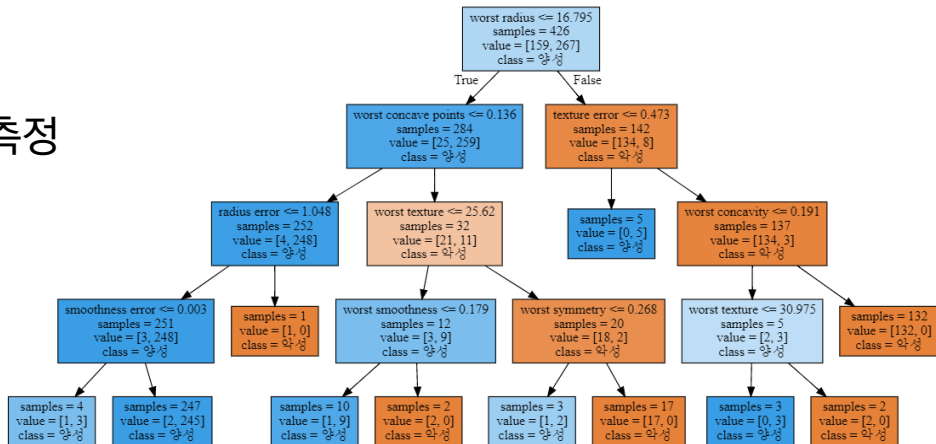 측정
worst radius <= 16.795
samples = 426
value = [159, 267]
class = 양성
True
False
worst concave points <= 0.136
samples = 284
value = [25, 259]
class = 양성
texture error <= 0.473
samples = 142
value = [134, 8]
class = 악성
radius error <= 1.048
samples = 252
value = [4, 248]
class = 양성
worst texture <= 25.62
samples = 32
value = [21, 11]
class = 악성
samples = 5
value = [0, 5]
class = 양성
worst concavity <= 0.191
samples = 137
value = [134, 3]
class = 악성
smoothness error <= 0.003
samples = 251
value = [3, 248]
class = 양성
samples = 1
value = [1, 0]
class = 악성
worst smoothness <= 0.179
samples = 12
value = [3, 9]
class = 양성
worst symmetry <= 0.268
samples = 20
value = [18, 2]
class = 악성
worst texture <= 30.975
samples = 5
value = [2, 3]
class = 양성
samples = 132
value = [132, 0]
class = 악성
samples = 4
value = [1, 3]
class = 양성
samples = 247
value = [2, 245]
class = 양성
samples = 10
value = [1, 9]
class = 양성
samples = 2
value = [2, 0]
class = 악성
samples = 3
value = [1, 2]
class = 양성
samples = 17
value = [17, 0]
class = 악성
samples = 3
value = [0, 3]
class = 양성
samples = 2
value = [2, 0]
class = 악성